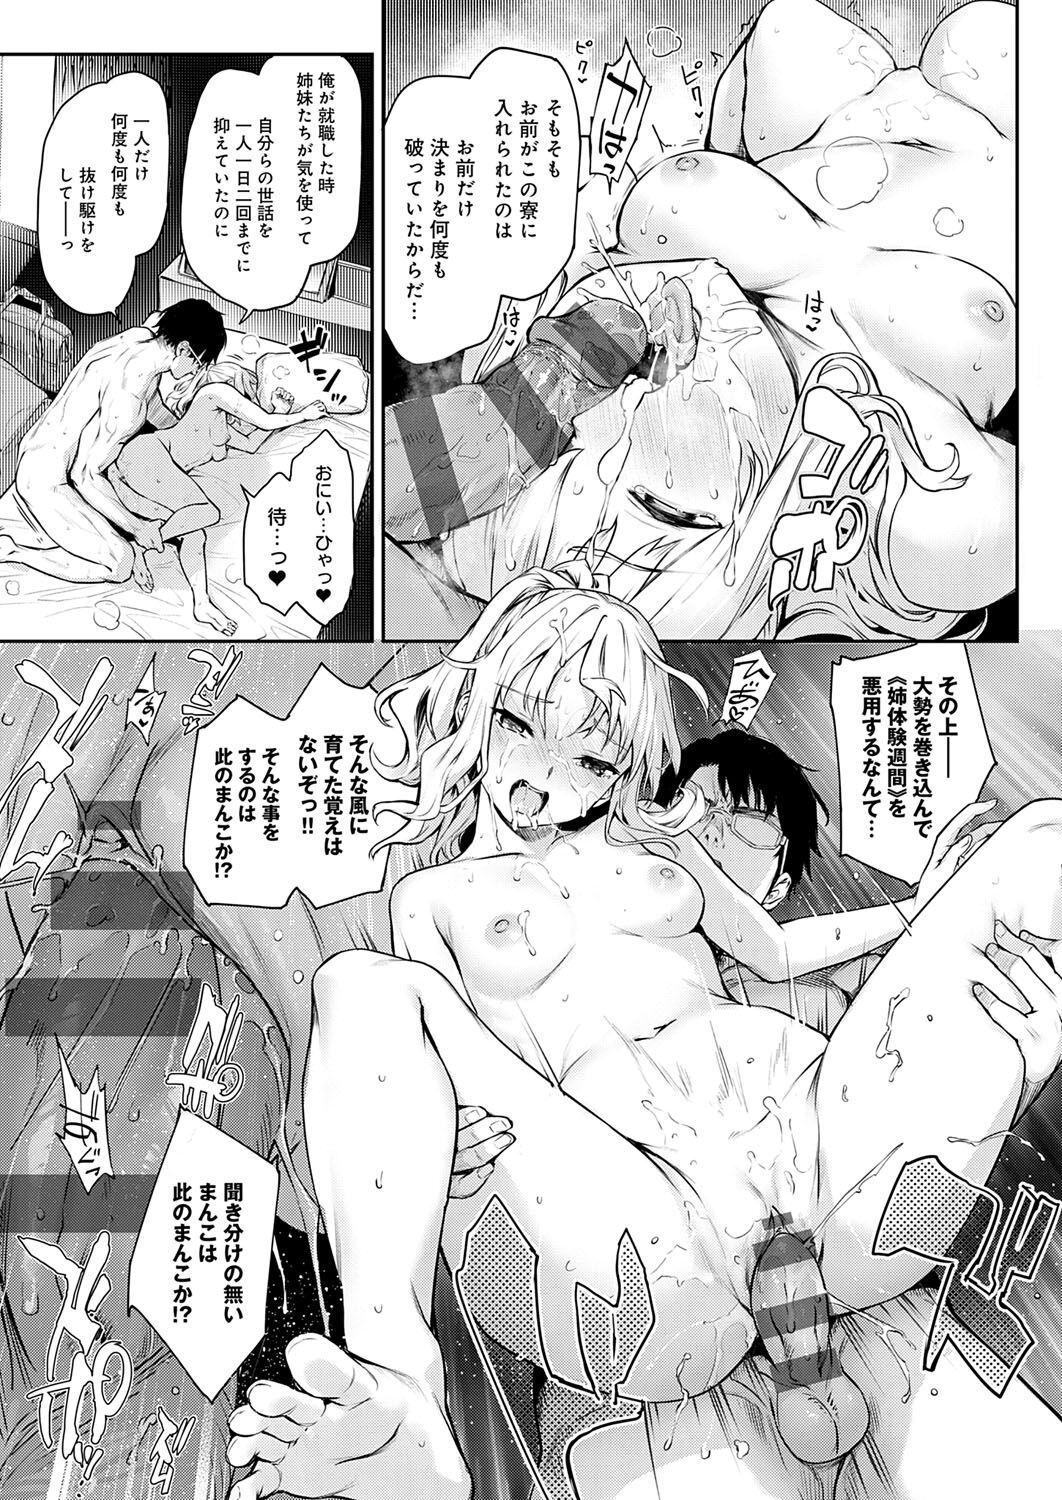 そもそも
お前がこの寮に
入れられたのは
お前だけ
決まりを何度も
破っていたからだ…
ピクッ
ピクッ
はっ
はっ
俺が就職した時
姉妹たちが気を使って
自分らの世話を
一人一日二回までに
抑えていたのに
一人だけ
何度も何度も
抜け駆けを
して――っ
おにい…ひゃっ♥
待…っ♥
その上――
大勢を巻き込んで
《姉体験週間》を
悪用するなんて…
そんな風に
育てた覚えは
ないぞっ!!
そんな事を
するのは
此のまんこか!?
聞き分けの無い
まんこは
此のまんこか!?